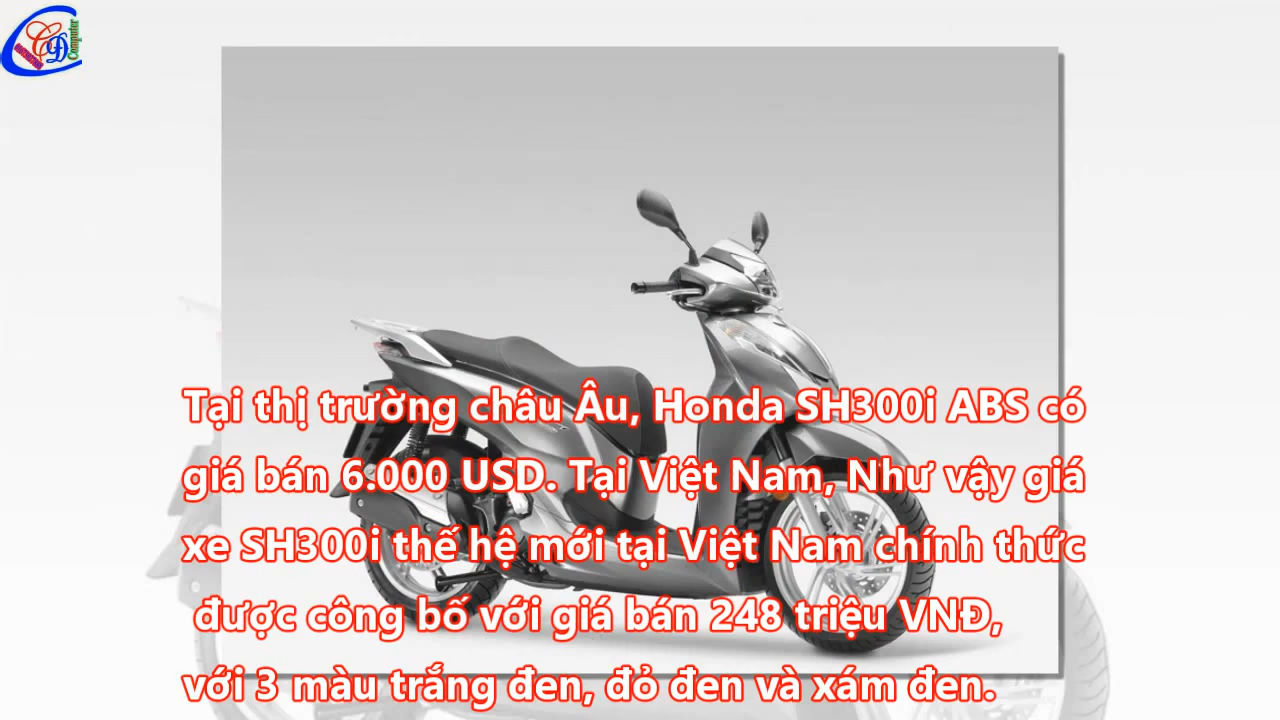 Computer
Tại thị trường châu Âu, Honda SH300i ABS có
giá bán 6.000 USD. Tại Việt Nam, Như vậy giá
xe SH300i thế hệ mới tại Việt Nam chính thức
được công bố với giá bán 248 triệu VNĐ,
với 3 màu trắng đen, đỏ đen và xám đen.